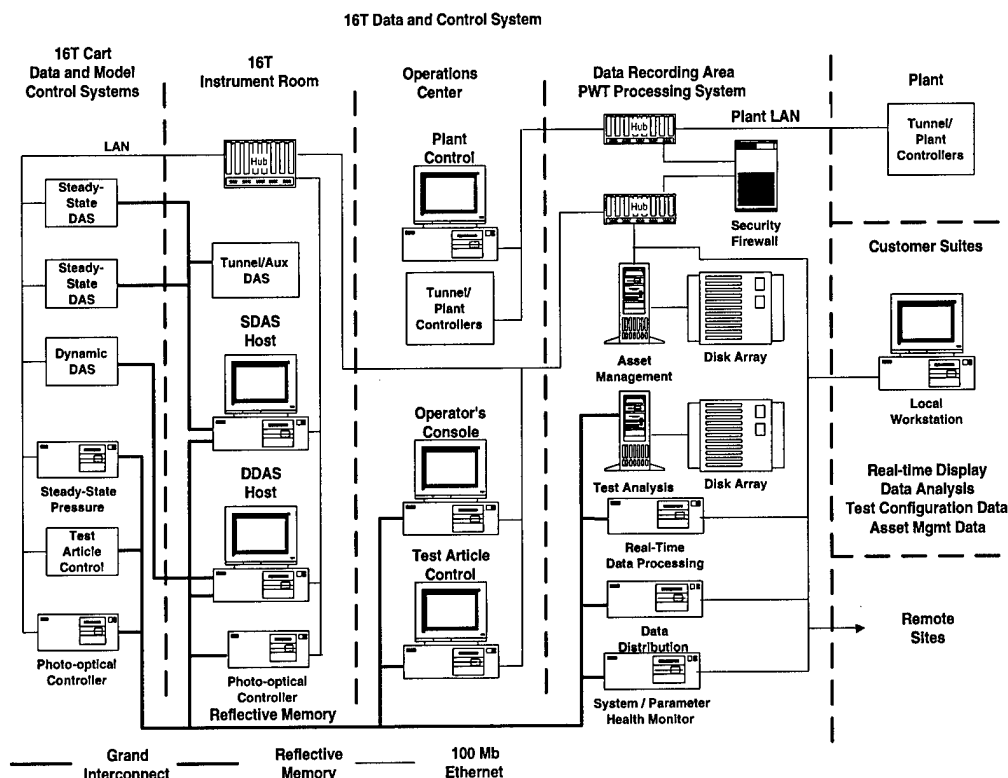 16T Data and Control System
16T Cart
Data and Model
Control Systems
16T
Instrument Room
Operations
Center
Data Recording Area
PWT Processing System
Plant
LAN
Hub
Steady-
State
DAS
Steady-
State
DAS
Dynamic
DAS
Steady-State
Pressure
Test
Article
Control
Photo-optical
Controller
Tunnel/Aux
DAS
SDAS
Host
DDAS
Host
Photo-optical
Controller
Reflective Memory
Plant
Control
Tunnel/
Plant
Controllers
Operator's
Console
Test Article
Control
Hub
Plant LAN
Hub
Security
Firewall
Asset
Management
Disk Array
Test Analysis
Disk Array
Real-Time
Data Processing
Data
Distribution
System / Parameter
Health Monitor
Tunnel/
Plant
Controllers
Customer Suites
Local
Workstation
Real-time Display
Data Analysis
Test Configuration Data
Asset Mgmt Data
Remote
Sites
Grand
Interconnect
Reflective
Memory
100 Mb
Ethernet